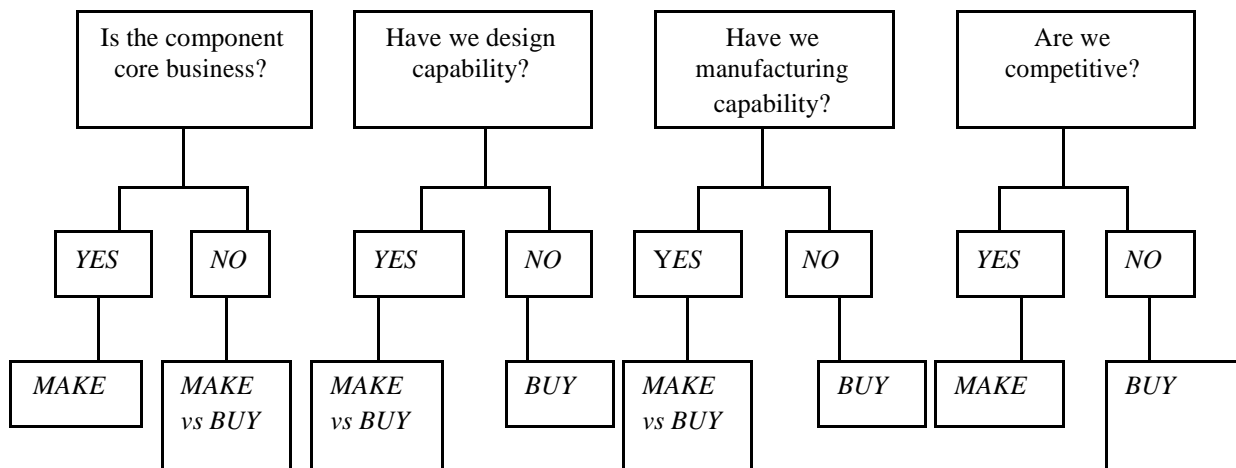 Is the component
core business?
Have we design
capability?
Have we
manufacturing
capability?
Are we
competitive?
YES
NO
YES
NO
YES
NO
YES
NO
MAKE
MAKE
vs BUY
MAKE
vs BUY
BUY
MAKE
vs BUY
BUY
MAKE
BUY